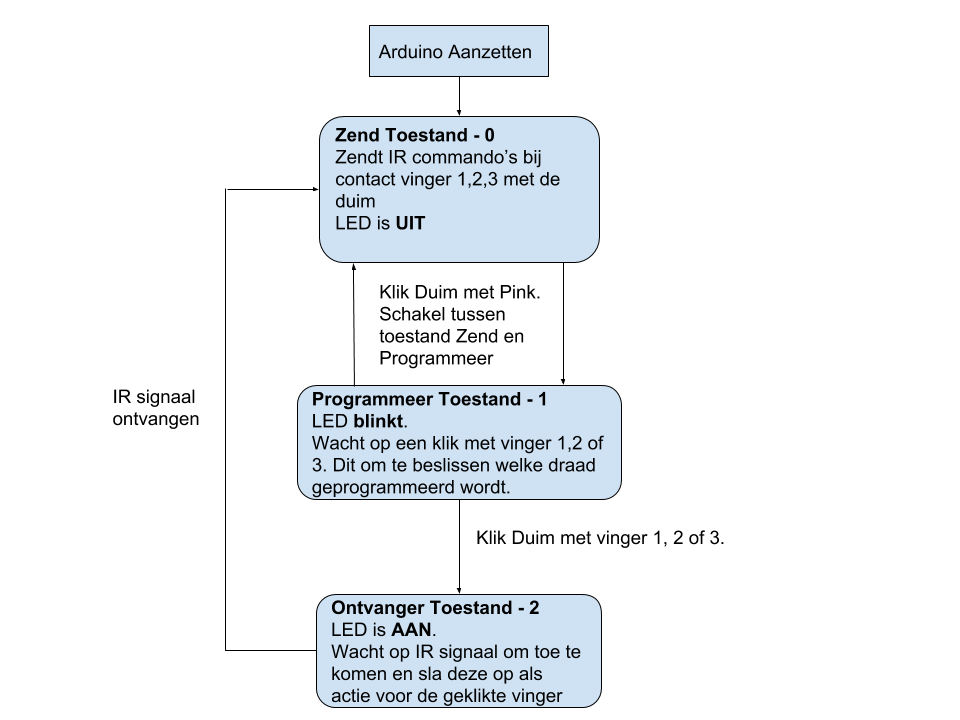 Arduino Aanzetten
Zend Toestand - 0
Zendt IR commando's bij
contact vinger 1,2,3 met de
duim
LED is UIT
Klik Duim met Pink.
Schakel tussen
toestand Zend en
Programmeer
IR signaal
ontvangen
Programmeer Toestand - 1
LED blinkt.
Wacht op een klik met vinger 1,2 of
3. Dit om te beslissen welke draad
geprogrammeerd wordt.
Klik Duim met vinger 1, 2 of 3.
Ontvanger Toestand - 2
LED is AAN.
Wacht op IR signaal om toe te
komen en sla deze op als
actie voor de geklikte vinger